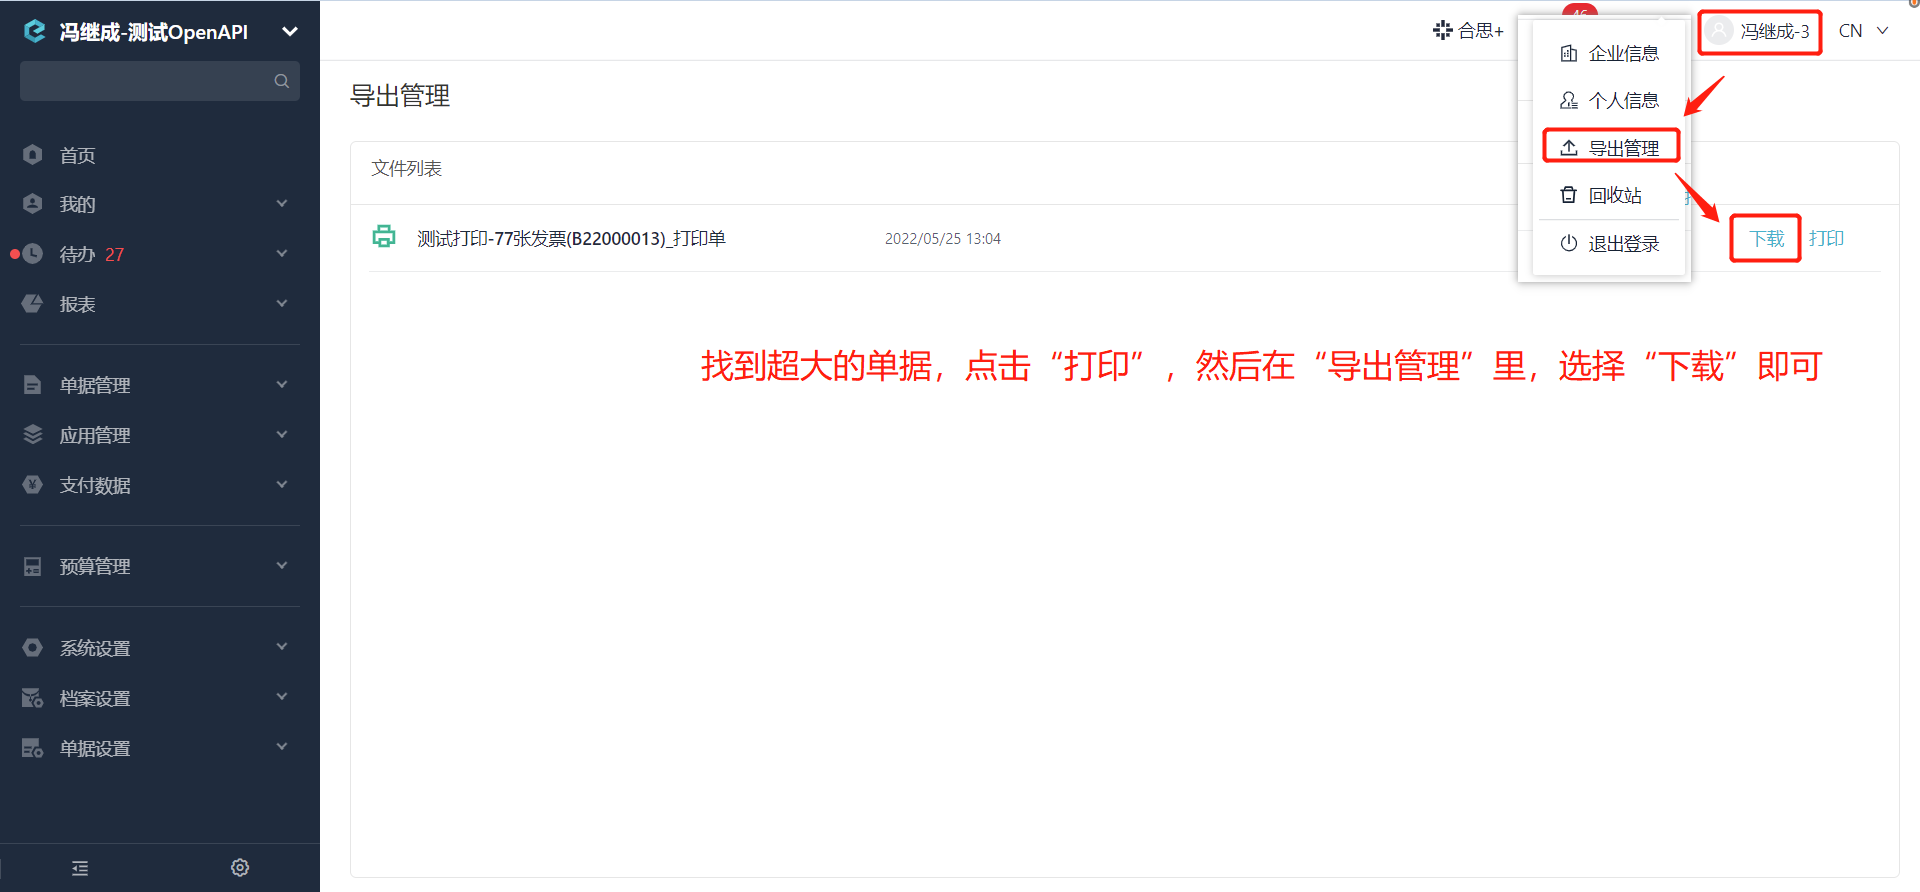 冯继成-测试OpenAPI
合思+
冯继成-3
CN
首页
我的
待办 27
报表
单据管理
应用管理
支付数据
预算管理
系统设置
档案设置
单据设置
导出管理
文件列表
测试打印-77张发票(B22000013)_打印单
2022/05/25 13:04
下载
打印
企业信息
个人信息
导出管理
回收站
退出登录
找到超大的单据，点击“打印”，然后在“导出管理”里，选择“下载”即可